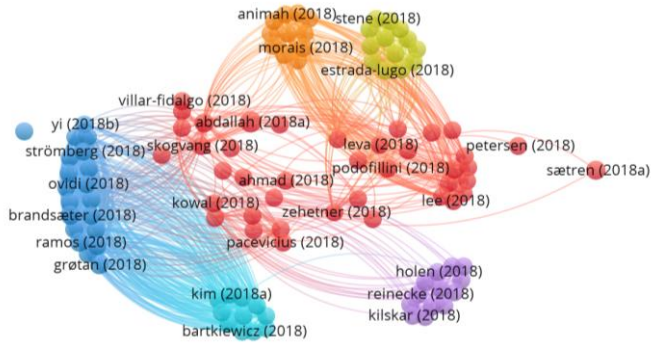 animah (2018)
stene (2018)
morais (2018)
estrada-lugo (2018)
villar-fidalgo (2018)
yi (2018b)
abdallah (2018a)
strömberg (2018)
skogvang (2018)
leva (2018)
petersen (2018)
podofillini (2018)
sætren (2018a)
ovidi (2018)
ahmad (2018)
kowal (2018)
lee (2018)
brandsæter (2018)
zehetner (2018)
ramos (2018)
pacevicius (2018)
grøtan (2018)
holen (2018)
kim (2018a)
reinecke (2018)
kilskar (2018)
bartkiewicz (2018)